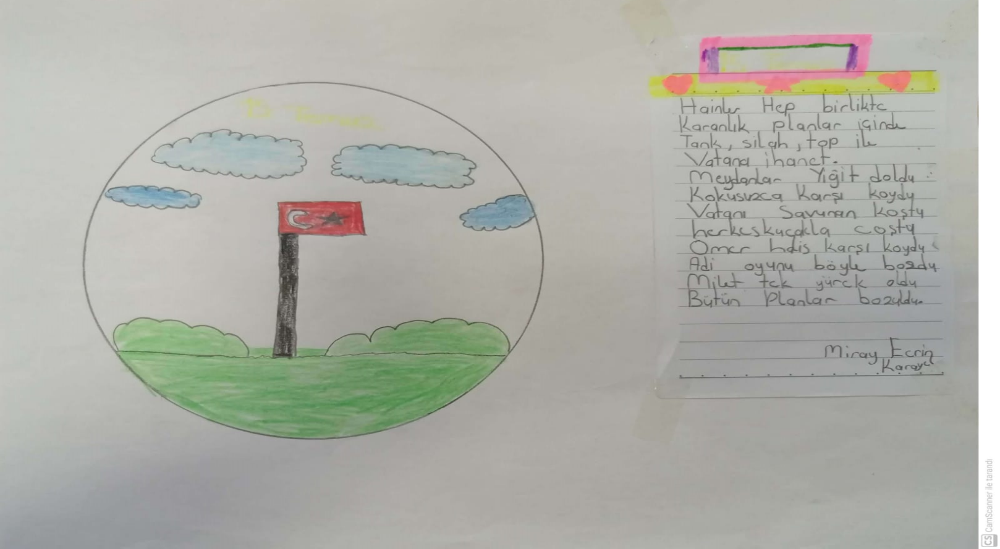 15 Temmuz
15 Temmuz
Hainler Hep birlikte
Karanlık planlar içinde
Tank, silah, top ile
Vatana ihanet.
Meydanlar Yiğit doldu
Kokusuzca Karşı koydu
Vatanı Savunan koştu
herkeskucakla coştu
Ömer halis karşı koydu
Adi oyunu böyle bozdu
Milet tek yürek oldu
Bütün Planlar bozuldu.
Miray Ecrin
Karayel
CS CamScanner ile tarandı